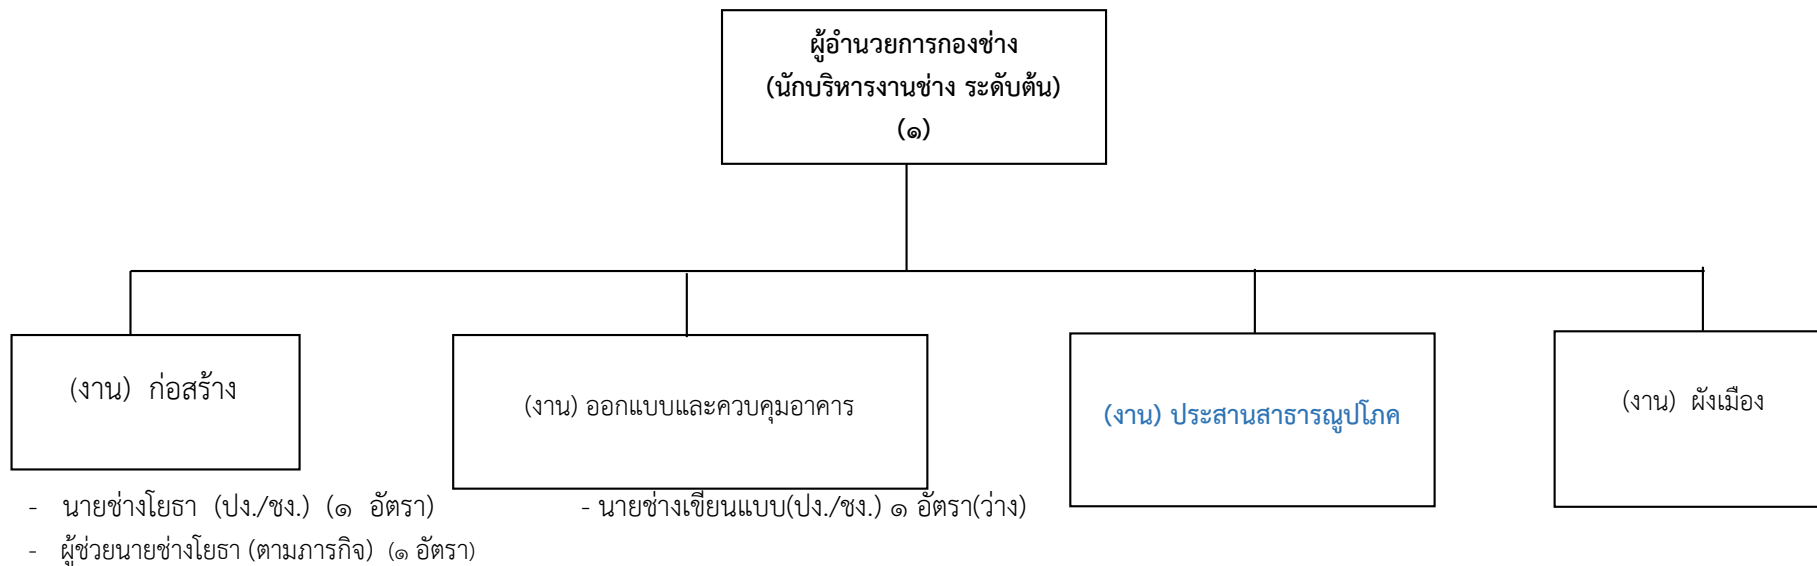 ผู้อำนวยการกองช่าง
(นักบริหารงานช่าง ระดับต้น)
(๑)
(งาน) ก่อสร้าง
(งาน) ออกแบบและควบคุมอาคาร
(งาน) ประสานสาธารณูปโภค
(งาน) ผังเมือง
- นายช่างโยธา (ปง./ชง.) (๑ อัตรา)
- ผู้ช่วยนายช่างโยธา (ตามภารกิจ) (๑ อัตรา)
- นายช่างเขียนแบบ(ปง./ชง.) ๑ อัตรา(ว่าง)